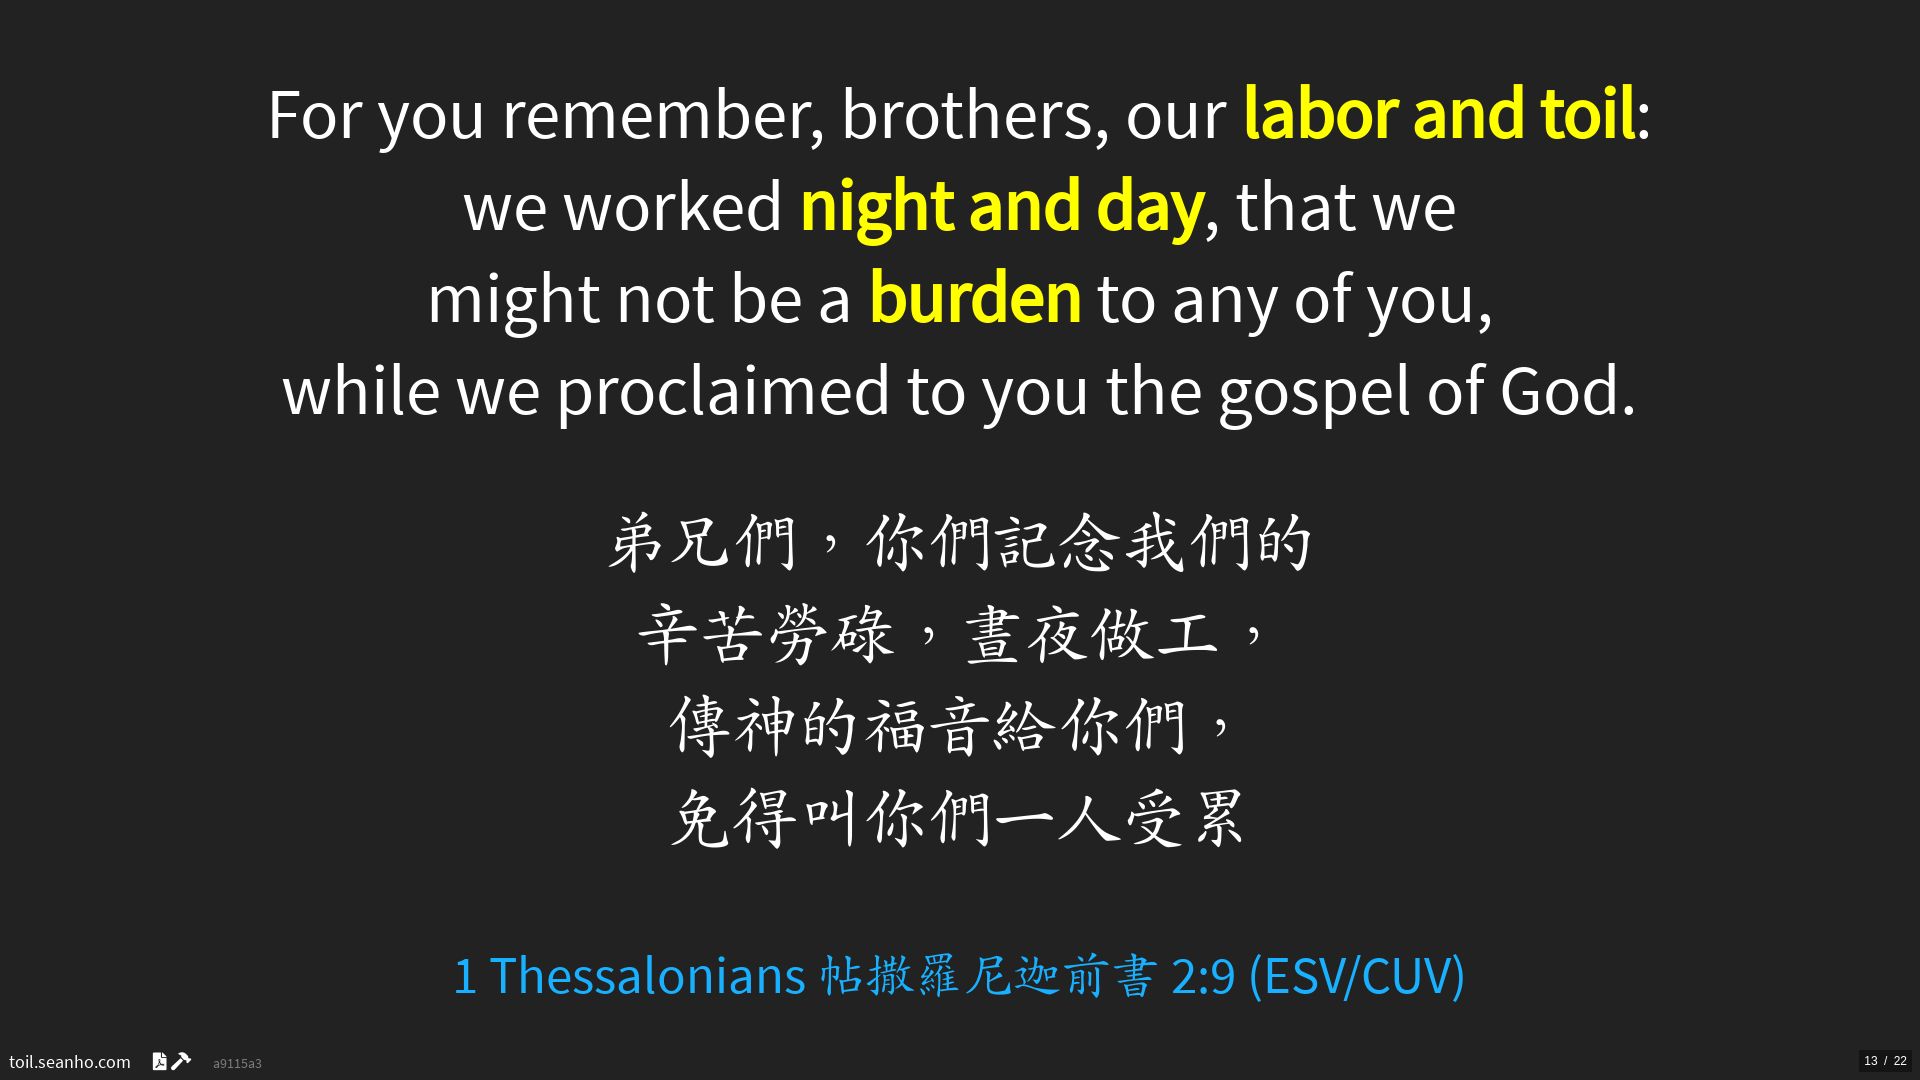 For you remember, brothers, our labor and toil:
we worked night and day, that we
might not be a burden to any of you,
while we proclaimed to you the gospel of God.
弟兄們，你們記念我們的
辛苦勞碌，晝夜做工，
傳神的福音給你們，
免得叫你們一人受累
1 Thessalonians 帖撒羅尼迦前書 2:9 (ESV/CUV)
toil.seanho.com a9115a3
13 / 22